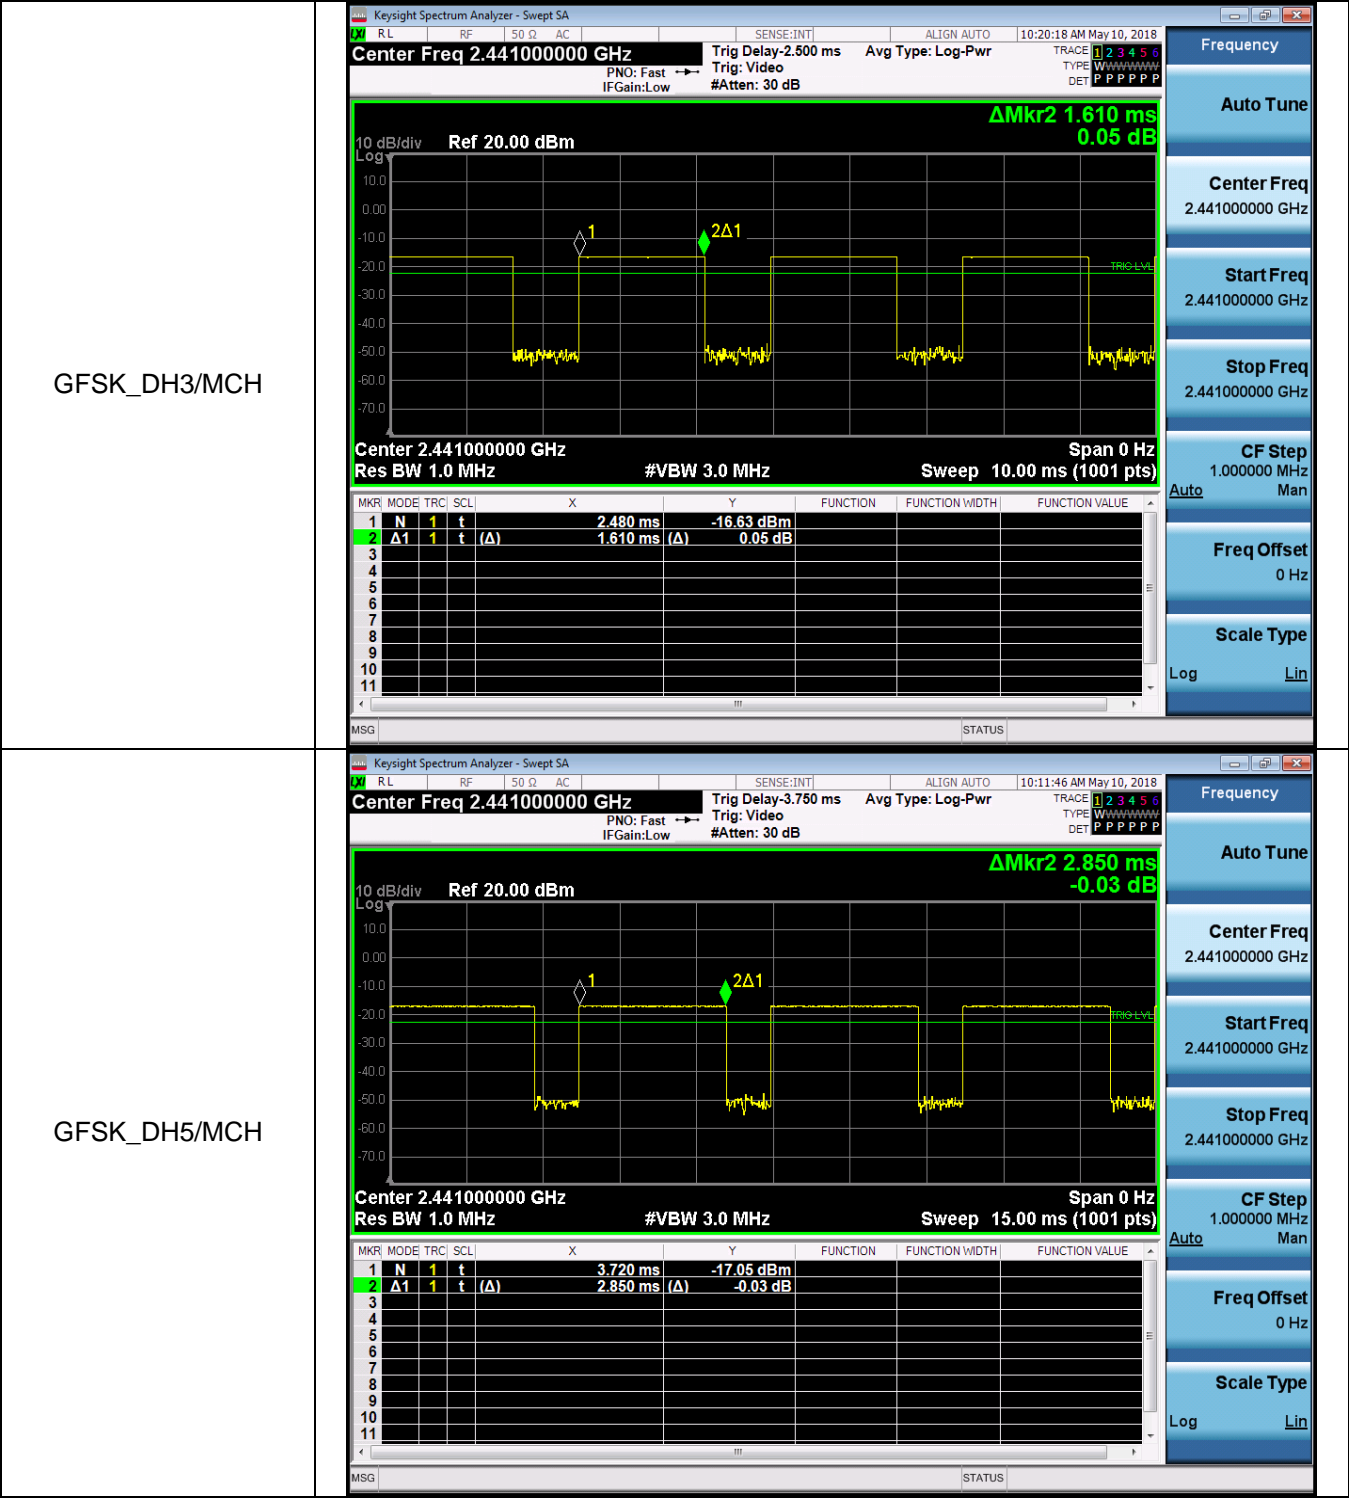 GFSK_DH3/MCH
Keysight Spectrum Analyzer - Swept SA
LXI RL RF 50 Ω AC SENSE:INT ALIGN AUTO 10:20:18 AM May 10, 2018
Center Freq 2.441000000 GHz
PNO: Fast
IFGain:Low
Trig Delay-2.500 ms
Trig: Video
#Atten: 30 dB
Avg Type: Log-Pwr
TRACE 1 2 3 4 5 6
TYPE WWWWWWW
DET P P P P P P
ΔMkr2 1.610 ms
0.05 dB
10 dB/div Ref 20.00 dBm
Log
10.0
0.00
-10.0
-20.0
-30.0
-40.0
-50.0
-60.0
-70.0
1
2Δ1
TRIG LVL
Center 2.441000000 GHz Span 0 Hz
Res BW 1.0 MHz #VBW 3.0 MHz Sweep 10.00 ms (1001 pts)
MKR MODE TRC SCL X Y FUNCTION FUNCTION WIDTH FUNCTION VALUE
1 N 1 t 2.480 ms -16.63 dBm
2 Δ1 1 t (Δ) 1.610 ms (Δ) 0.05 dB
3
4
5
6
7
8
9
10
11
MSG STATUS
Frequency
Auto Tune
Center Freq
2.441000000 GHz
Start Freq
2.441000000 GHz
Stop Freq
2.441000000 GHz
CF Step
1.000000 MHz
Auto Man
Freq Offset
0 Hz
Scale Type
Log Lin
GFSK_DH5/MCH
Keysight Spectrum Analyzer - Swept SA
LXI RL RF 50 Ω AC SENSE:INT ALIGN AUTO 10:11:46 AM May 10, 2018
Center Freq 2.441000000 GHz
PNO: Fast
IFGain:Low
Trig Delay-3.750 ms
Trig: Video
#Atten: 30 dB
Avg Type: Log-Pwr
TRACE 1 2 3 4 5 6
TYPE WWWWWWW
DET P P P P P P
ΔMkr2 2.850 ms
-0.03 dB
10 dB/div Ref 20.00 dBm
Log
10.0
0.00
-10.0
-20.0
-30.0
-40.0
-50.0
-60.0
-70.0
1
2Δ1
TRIG LVL
Center 2.441000000 GHz Span 0 Hz
Res BW 1.0 MHz #VBW 3.0 MHz Sweep 15.00 ms (1001 pts)
MKR MODE TRC SCL X Y FUNCTION FUNCTION WIDTH FUNCTION VALUE
1 N 1 t 3.720 ms -17.05 dBm
2 Δ1 1 t (Δ) 2.850 ms (Δ) -0.03 dB
3
4
5
6
7
8
9
10
11
MSG STATUS
Frequency
Auto Tune
Center Freq
2.441000000 GHz
Start Freq
2.441000000 GHz
Stop Freq
2.441000000 GHz
CF Step
1.000000 MHz
Auto Man
Freq Offset
0 Hz
Scale Type
Log Lin